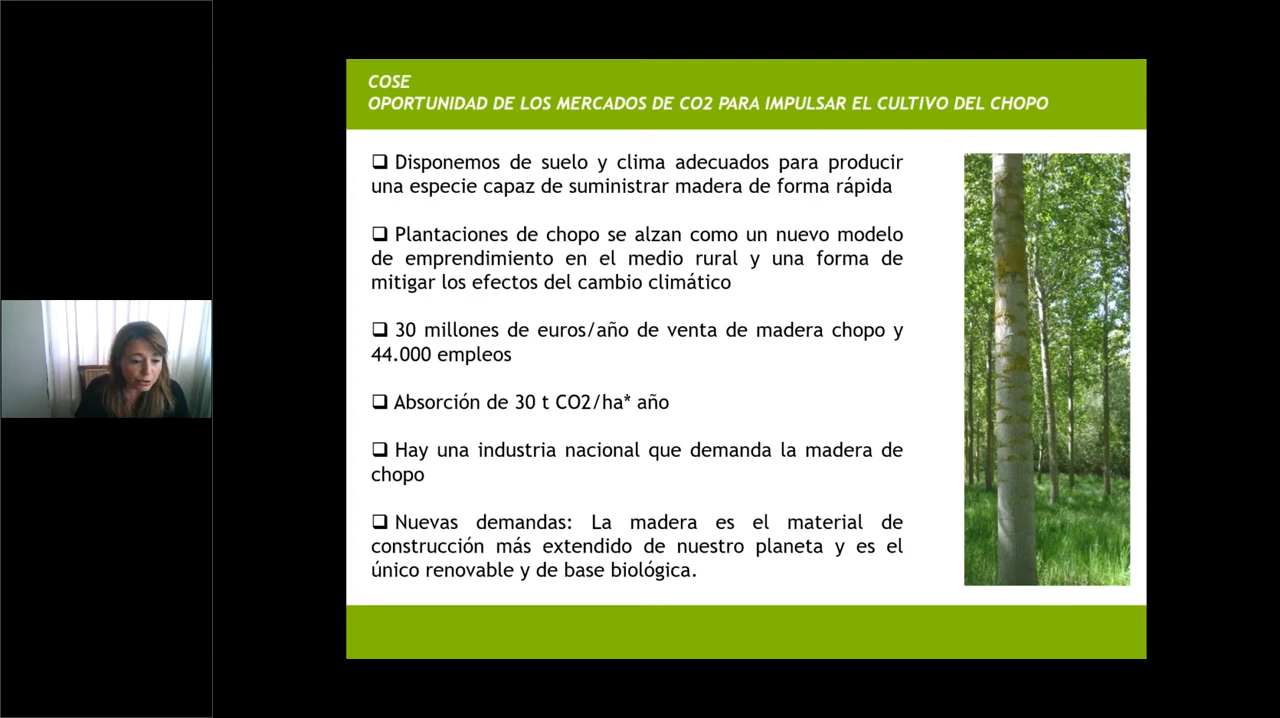 COSE
OPORTUNIDAD DE LOS MERCADOS DE CO2 PARA IMPULSAR EL CULTIVO DEL CHOPO
❑ Disponemos de suelo y clima adecuados para producir
una especie capaz de suministrar madera de forma rápida
❑ Plantaciones de chopo se alzan como un nuevo modelo
de emprendimiento en el medio rural y una forma de
mitigar los efectos del cambio climático
❑ 30 millones de euros/año de venta de madera chopo y
44.000 empleos
❑ Absorción de 30 t CO2/ha* año
❑ Hay una industria nacional que demanda la madera de
chopo
❑ Nuevas demandas: La madera es el material de
construcción más extendido de nuestro planeta y es el
único renovable y de base biológica.